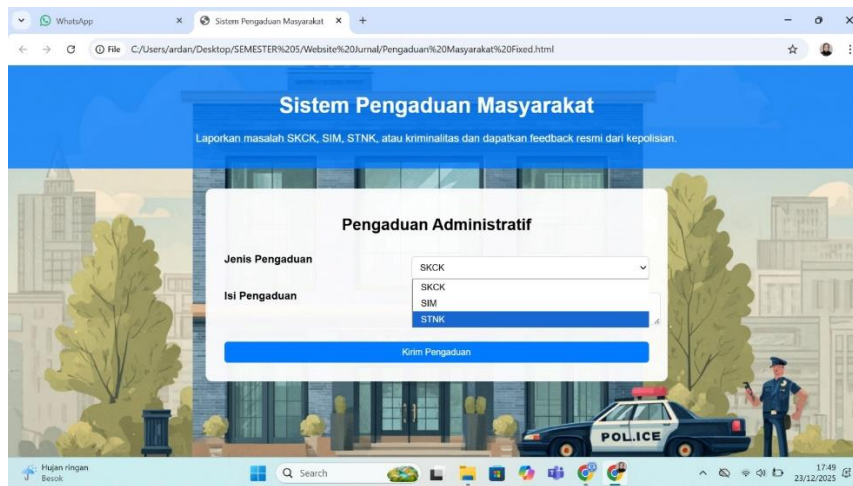 WhatsApp
Sistem Pengaduan Masyarakat
File C:/Users/ardan/Desktop/SEMESTER%205/Website%20Jurnal/Pengaduan%20Masyarakat%20Fixed.html
Sistem Pengaduan Masyarakat
Laporkan masalah SKCK, SIM, STNK, atau kriminalitas dan dapatkan feedback resmi dari kepolisian.
Pengaduan Administratif
Jenis Pengaduan
SKCK
SKCK
Isi Pengaduan
SIM
STNK
Kirim Pengaduan
POLICE
Hujan ringan
Besok
Search
17:49
23/12/2025